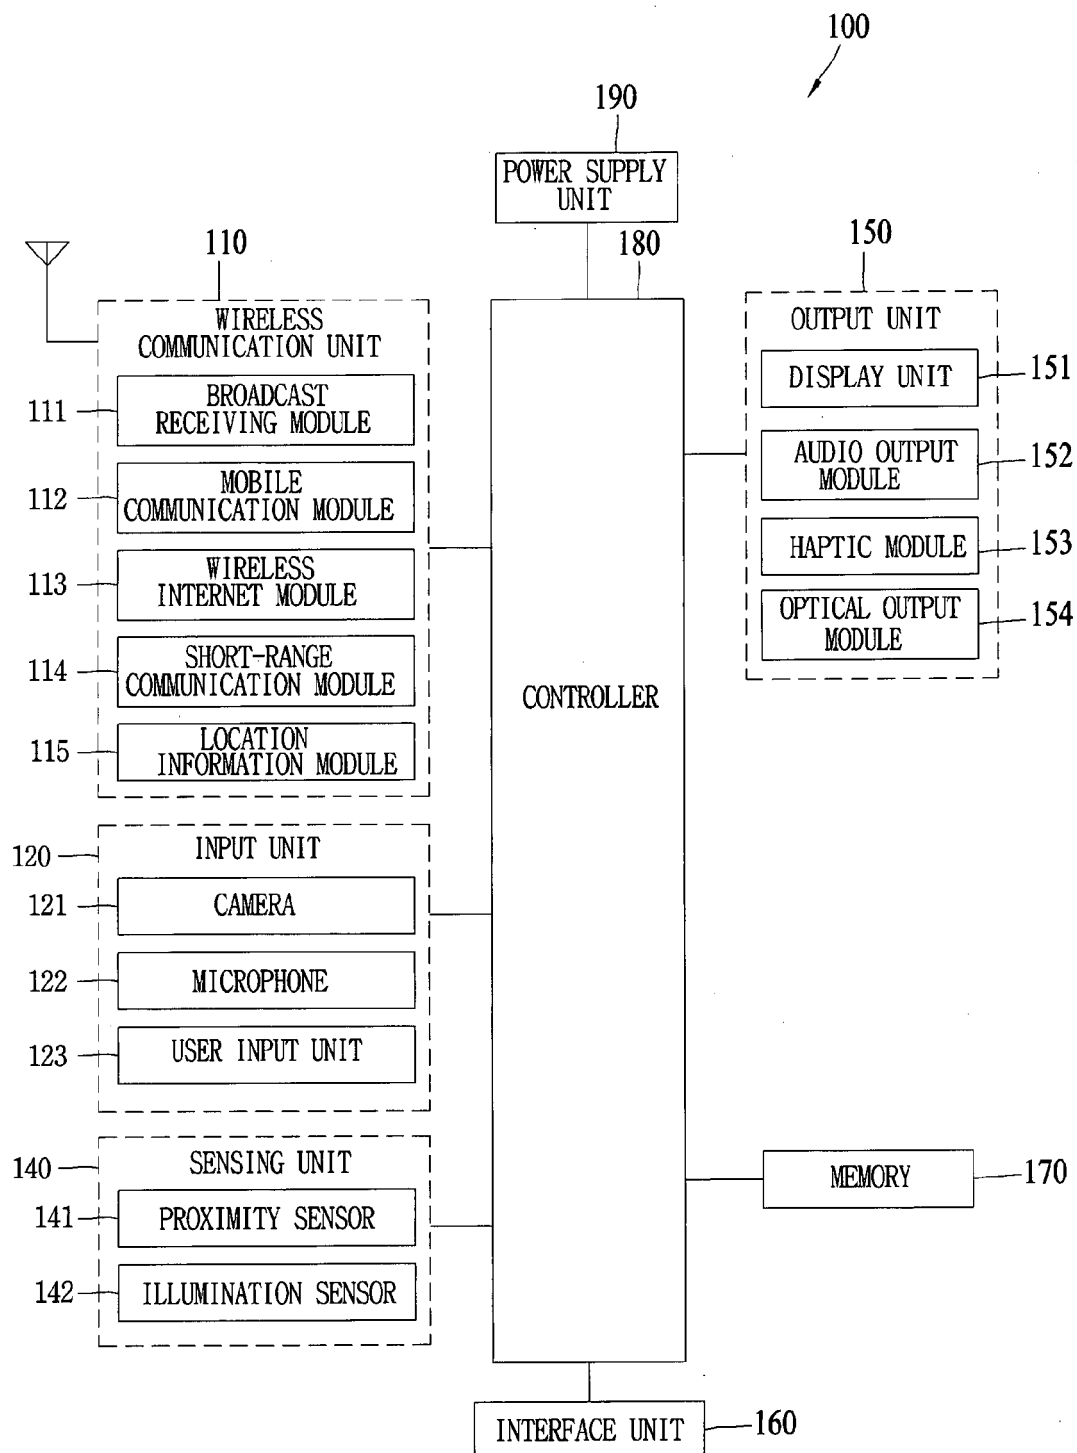 100
190
POWER SUPPLY
UNIT
110
180
150
WIRELESS
COMMUNICATION UNIT
111
BROADCAST
RECEIVING MODULE
112
MOBILE
COMMUNICATION MODULE
113
WIRELESS
INTERNET MODULE
114
SHORT-RANGE
COMMUNICATION MODULE
115
LOCATION
INFORMATION MODULE
120
INPUT UNIT
121
CAMERA
122
MICROPHONE
123
USER INPUT UNIT
140
SENSING UNIT
141
PROXIMITY SENSOR
142
ILLUMINATION SENSOR
CONTROLLER
OUTPUT UNIT
DISPLAY UNIT
151
AUDIO OUTPUT
MODULE
152
HAPTIC MODULE
153
OPTICAL OUTPUT
MODULE
154
MEMORY
170
INTERFACE UNIT
160